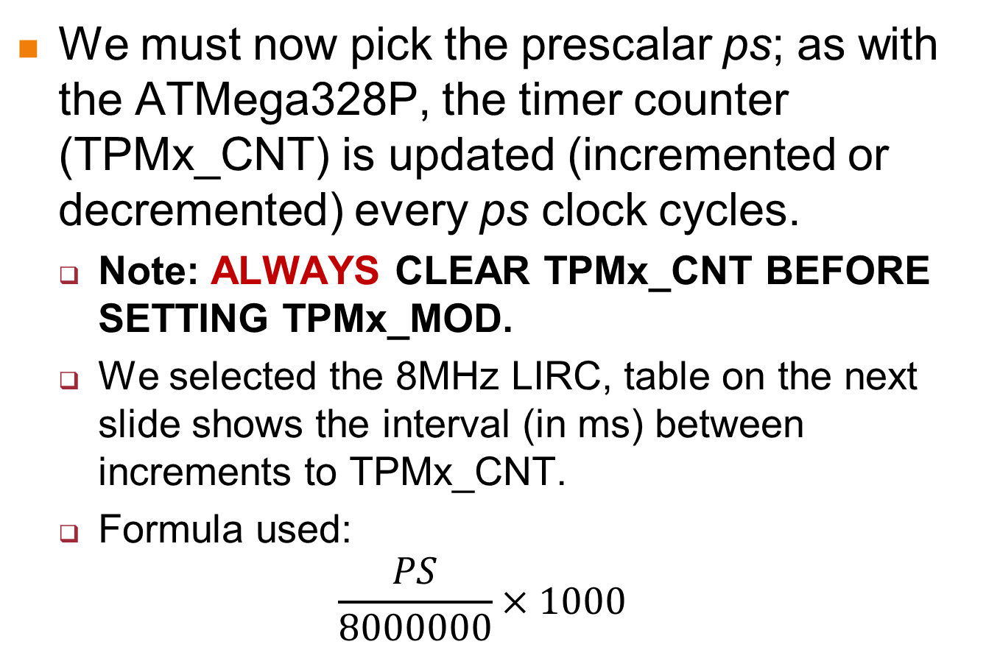 We must now pick the prescalar ps; as with
the ATMega328P, the timer counter
(TPMx_CNT) is updated (incremented or
decremented) every ps clock cycles.
Note: ALWAYS CLEAR TPMx_CNT BEFORE
SETTING TPMx_MOD.
We selected the 8MHz LIRC, table on the next
slide shows the interval (in ms) between
increments to TPMx_CNT.
Formula used:
PS
8000000 × 1000